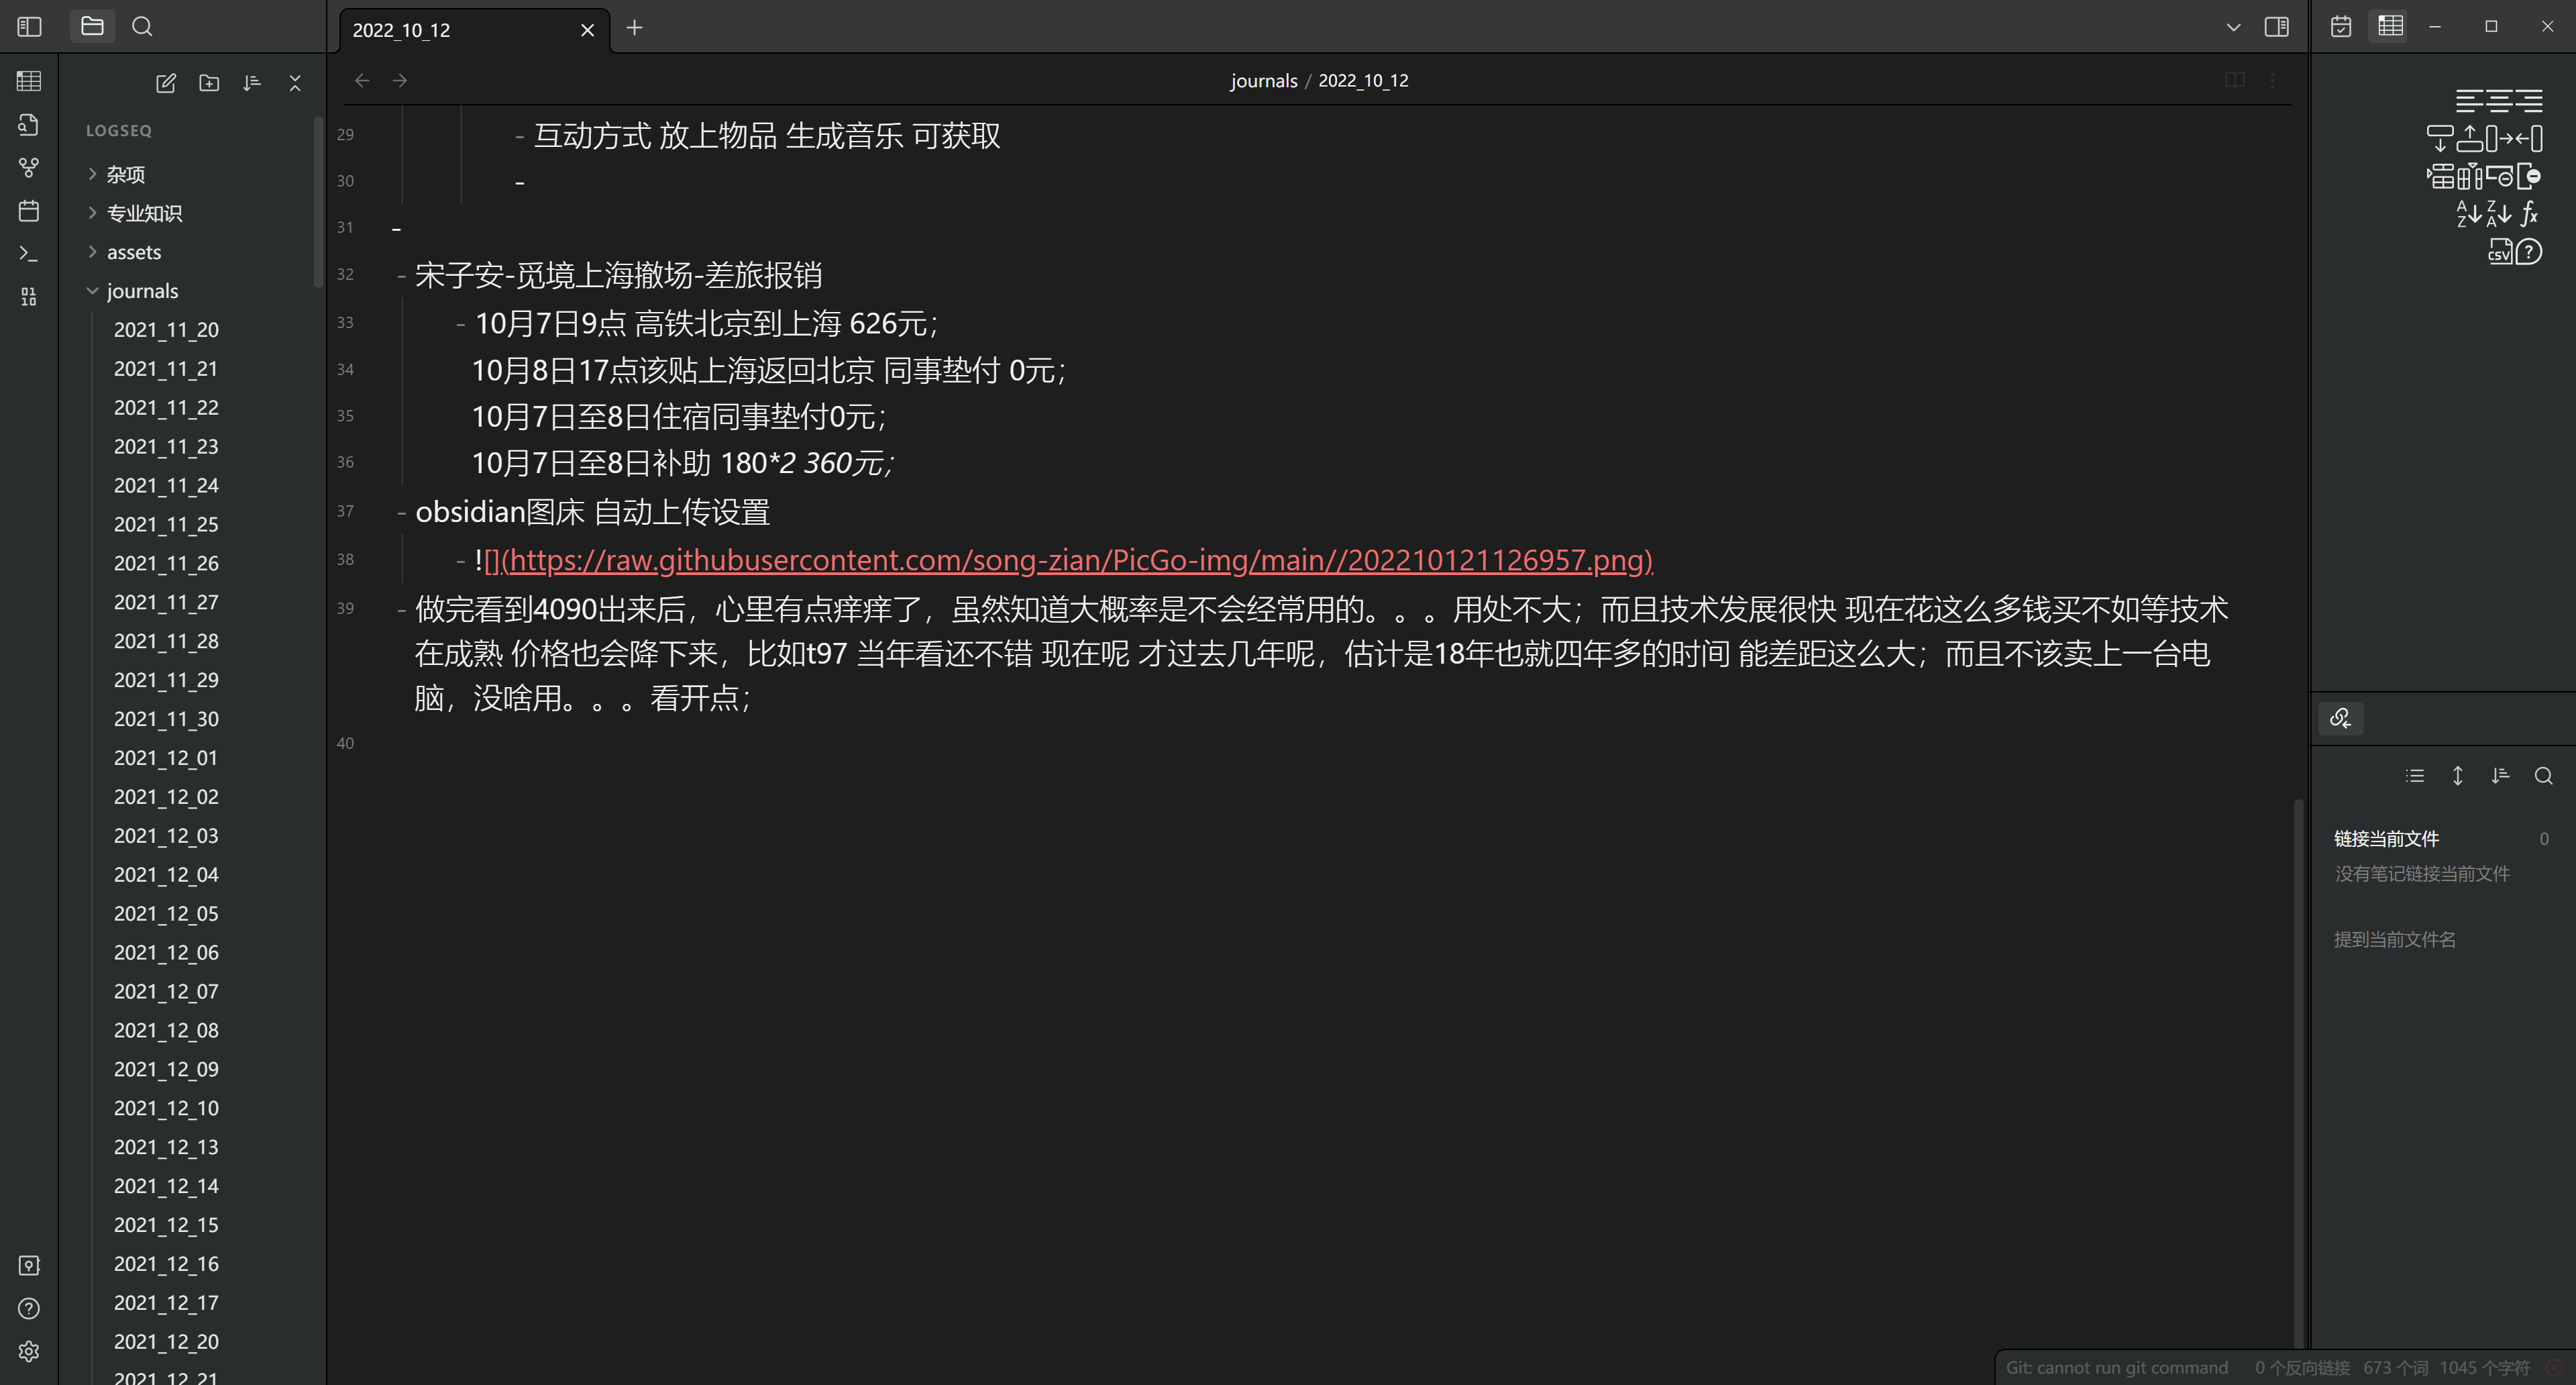 2022_10_12
journals / 2022_10_12
LOGSEQ
杂项
专业知识
assets
journals
2021_11_20
2021_11_21
2021_11_22
2021_11_23
2021_11_24
2021_11_25
2021_11_26
2021_11_27
2021_11_28
2021_11_29
2021_11_30
2021_12_01
2021_12_02
2021_12_03
2021_12_04
2021_12_05
2021_12_06
2021_12_07
2021_12_08
2021_12_09
2021_12_10
2021_12_13
2021_12_14
2021_12_15
2021_12_16
2021_12_17
2021_12_20
2021_12_21
29 - 互动方式 放上物品 生成音乐 可获取
30 -
31 -
32 - 宋子安-觅境上海撤场-差旅报销
33 - 10月7日9点 高铁北京到上海 626元；
34 10月8日17点该贴上海返回北京 同事垫付 0元；
35 10月7日至8日住宿同事垫付0元；
36 10月7日至8日补助 180*2 360元；
37 - obsidian图床 自动上传设置
38 - ![](https://raw.githubusercontent.com/song-zian/PicGo-img/main//202210121126957.png)
39 - 做完看到4090出来后，心里有点痒痒了，虽然知道大概率是不会经常用的。。。用处不大；而且技术发展很快 现在花这么多钱买不如等技术
在成熟 价格也会降下来，比如t97 当年看还不错 现在呢 才过去几年呢，估计是18年也就四年多的时间 能差距这么大；而且不该卖上一台电
脑，没啥用。。。看开点；
40
A Z Z A fx
CSV ?
链接当前文件 0
没有笔记链接当前文件
提到当前文件名
Git: cannot run git command 0 个反向链接 673 个词 1045 个字符